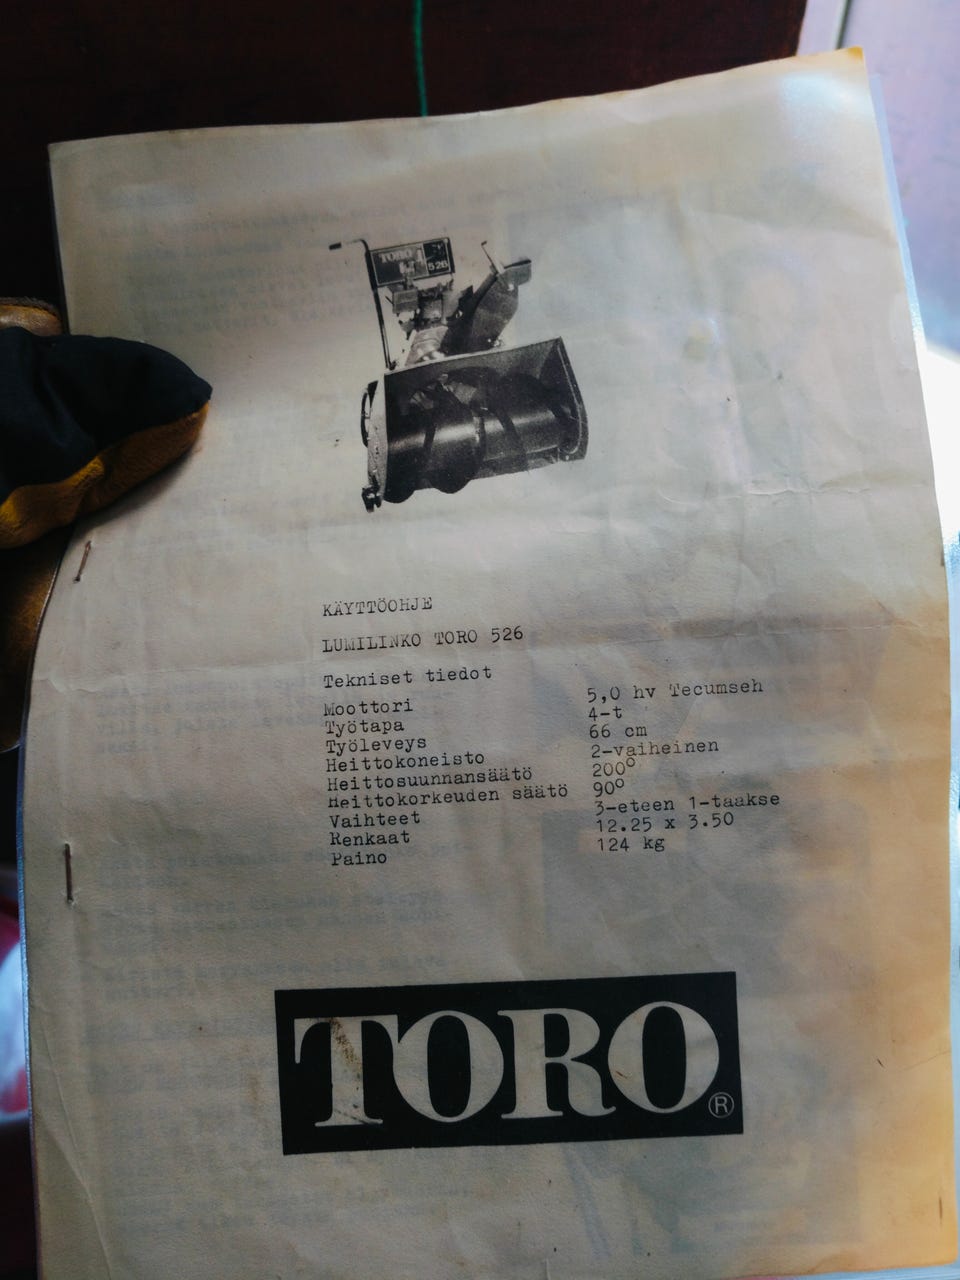 TORO
526
KÄYTTÖOHJE
LUMILINKO TORO 526
Tekniset tiedot
Moottori 5,0 hv Tecumseh
Työtapa 4-t
Työleveys 66 cm
Heittokoneisto 2-vaiheinen
Heittosuunnansäätö 200°
Heittokorkeuden säätö 90°
Vaihteet 3-eteen 1-taakse
Renkaat 12.25 x 3.50
Paino 124 kg
TORO®